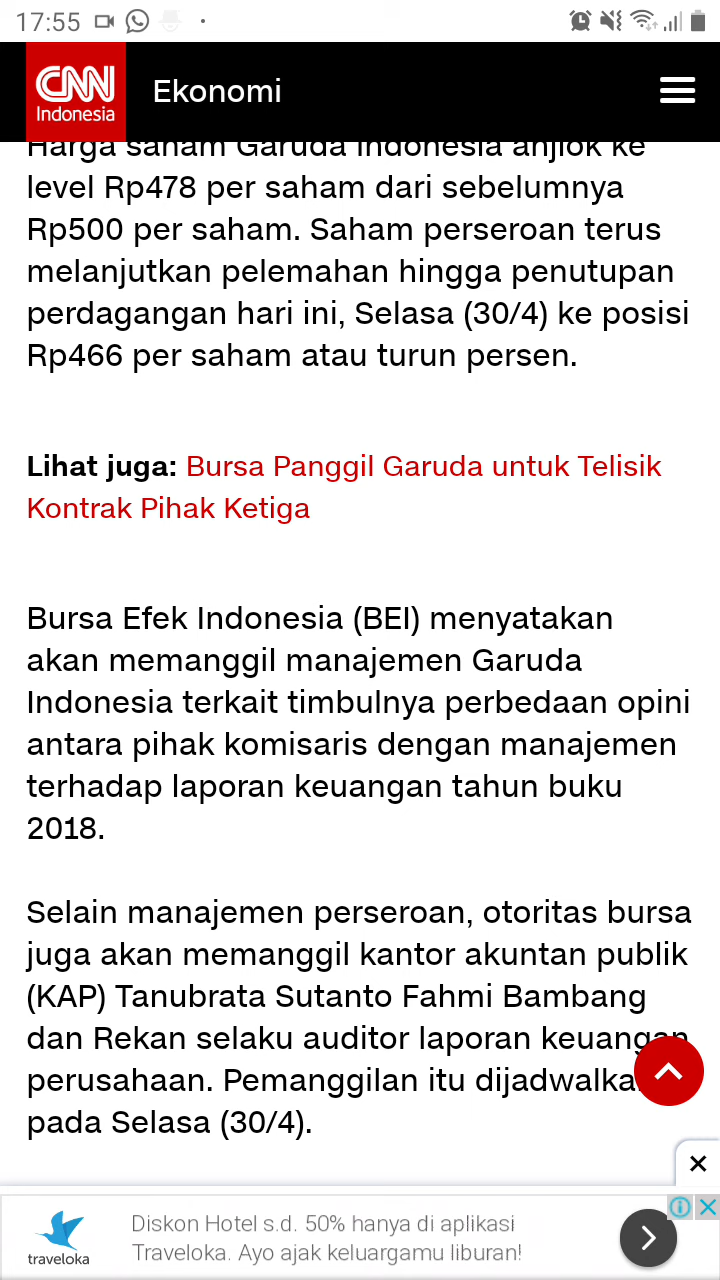 17:55
CNN
Indonesia
Ekonomi
Harga saham Garuda Indonesia anjlok ke
level Rp478 per saham dari sebelumnya
Rp500 per saham. Saham perseroan terus
melanjutkan pelemahan hingga penutupan
perdagangan hari ini, Selasa (30/4) ke posisi
Rp466 per saham atau turun persen.
Lihat juga: Bursa Panggil Garuda untuk Telisik
Kontrak Pihak Ketiga
Bursa Efek Indonesia (BEI) menyatakan
akan memanggil manajemen Garuda
Indonesia terkait timbulnya perbedaan opini
antara pihak komisaris dengan manajemen
terhadap laporan keuangan tahun buku
2018.
Selain manajemen perseroan, otoritas bursa
juga akan memanggil kantor akuntan publik
(KAP) Tanubrata Sutanto Fahmi Bambang
dan Rekan selaku auditor laporan keuangan
perusahaan. Pemanggilan itu dijadwalka
pada Selasa (30/4).
traveloka
Diskon Hotel s.d. 50% hanya di aplikasi
Traveloka. Ayo ajak keluargamu liburan!